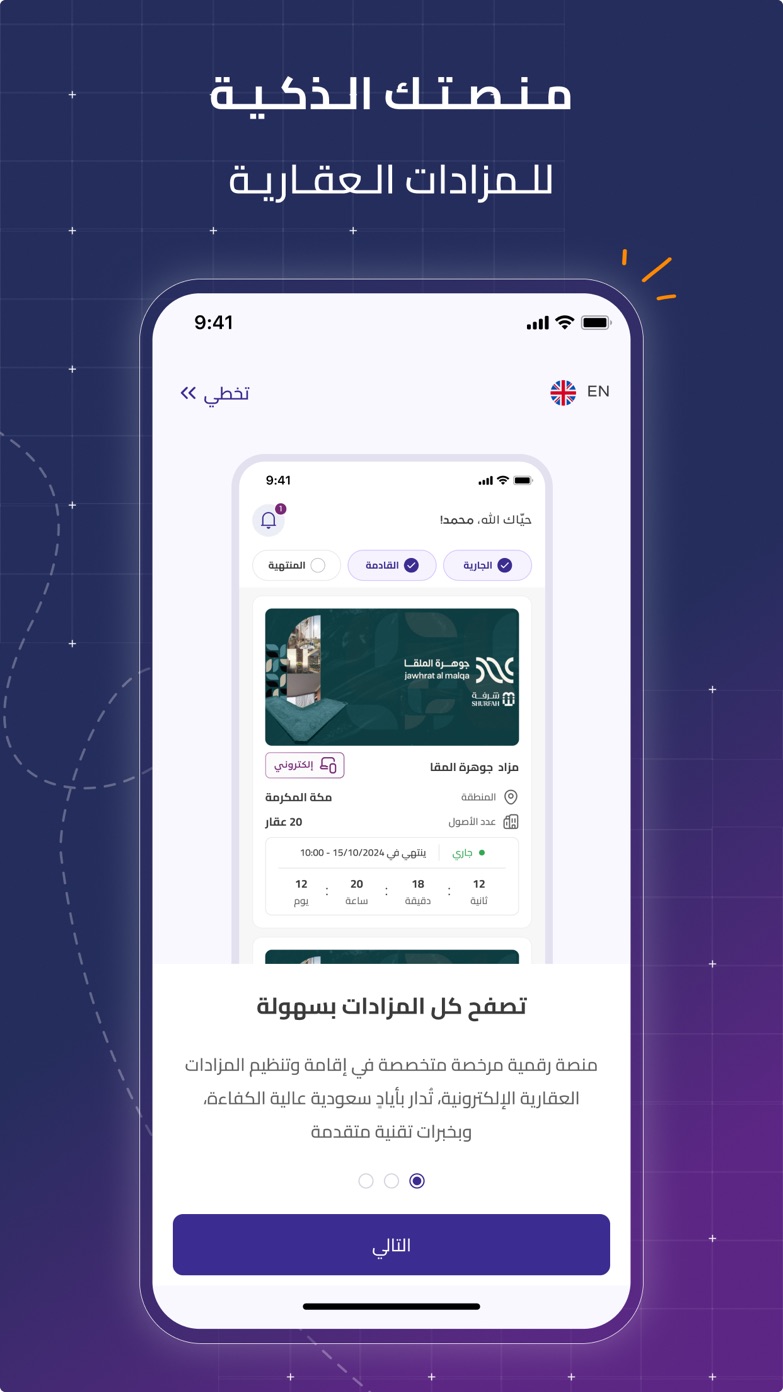 منصتك الذكية
للمزادات العقارية
9:41
EN
تخطي
9:41
حيّاك الله، محمد!
1
الجارية
القادمة
المنتهية
جوهرة الملقا
jawhrat al malqa
شرفة
SHURFAH
مزاد جوهرة المقا
إلكتروني
المنطقة
مكة المكرمة
عدد الأصول
20 عقار
جاري
ينتهي في 15/10/2024 - 10:00
12 : 18 : 20 : 12
ثانية دقيقة ساعة يوم
تصفح كل المزادات بسهولة
منصة رقمية مرخصة متخصصة في إقامة وتنظيم المزادات
العقارية الإلكترونية، تُدار بأيادٍ سعودية عالية الكفاءة،
وبخبرات تقنية متقدمة
التالي